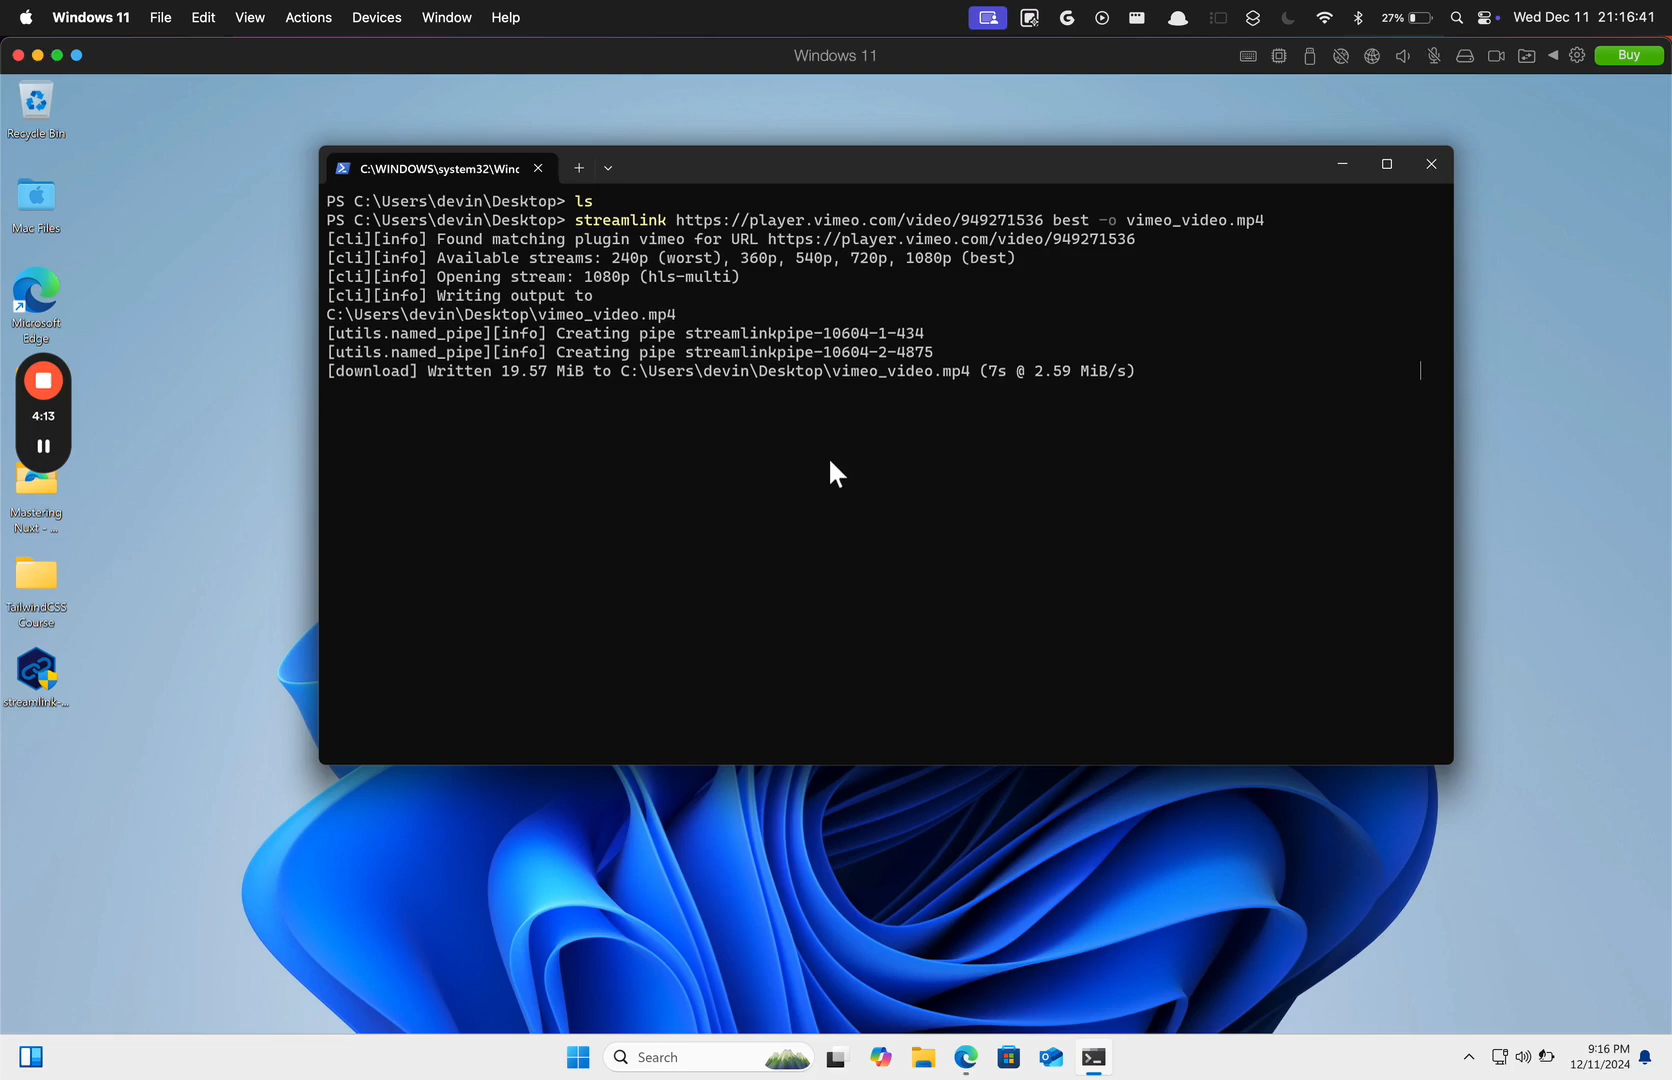 Windows 11 File Edit View Actions Devices Window Help 27% Wed Dec 11 21:16:41
Windows 11 Buy
Recycle Bin
Mac Files
Microsoft
Edge
4:13
Mastering
Nuxt - ...
TailwindCSS
Course
streamlink-...
C:\WINDOWS\system32\Winc
PS C:\Users\devin\Desktop> ls
PS C:\Users\devin\Desktop> streamlink https://player.vimeo.com/video/949271536 best -o vimeo_video.mp4
[cli][info] Found matching plugin vimeo for URL https://player.vimeo.com/video/949271536
[cli][info] Available streams: 240p (worst), 360p, 540p, 720p, 1080p (best)
[cli][info] Opening stream: 1080p (hls-multi)
[cli][info] Writing output to
C:\Users\devin\Desktop\vimeo_video.mp4
[utils.named_pipe][info] Creating pipe streamlinkpipe-10604-1-434
[utils.named_pipe][info] Creating pipe streamlinkpipe-10604-2-4875
[download] Written 19.57 MiB to C:\Users\devin\Desktop\vimeo_video.mp4 (7s @ 2.59 MiB/s)
Search
9:16 PM
12/11/2024